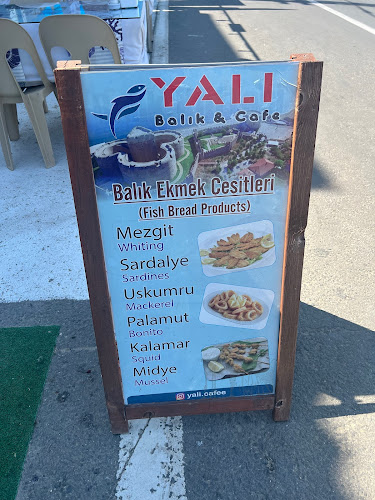 YALI
Balık & Cafe
Balık Ekmek Cesitleri
(Fish Bread Products)
Mezgit
Whiting
Sardalye
Sardines
Uskumru
Mackerel
Palamut
Bonito
Kalamar
Squid
Midye
Mussel
yali.cafee